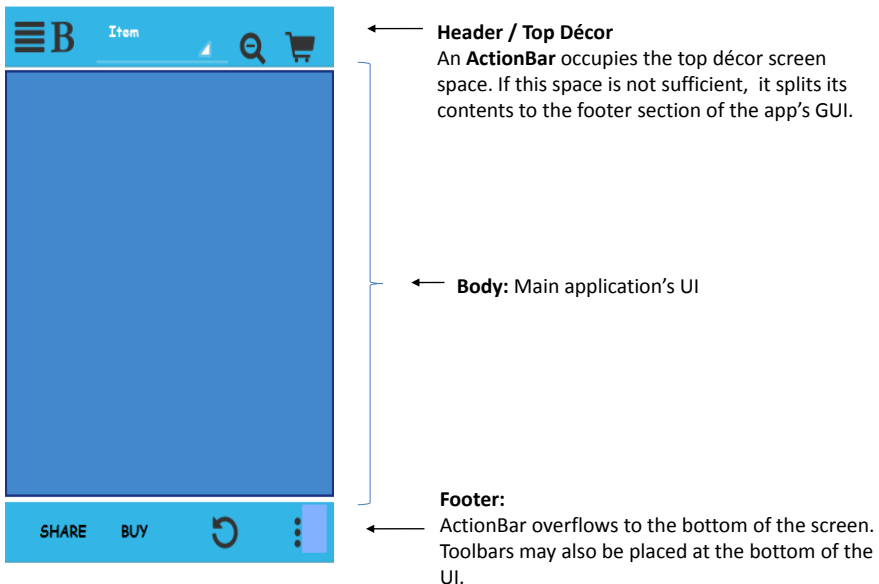 B
Item
Header / Top Décor
An ActionBar occupies the top décor screen
space. If this space is not sufficient,  it splits its
contents to the footer section of the app’s GUI.
Body: Main application’s UI
Footer:
ActionBar overflows to the bottom of the screen.
Toolbars may also be placed at the bottom of the
UI.
SHARE BUY